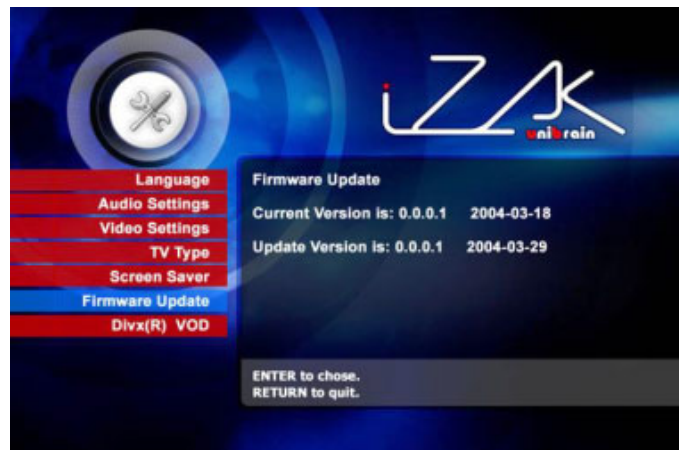 iZAK
unibrain
Language
Audio Settings
Video Settings
TV Type
Screen Saver
Firmware Update
Divx(R) VOD
Firmware Update
Current Version is: 0.0.0.1 2004-03-18
Update Version is: 0.0.0.1 2004-03-29
ENTER to chose.
RETURN to quit.